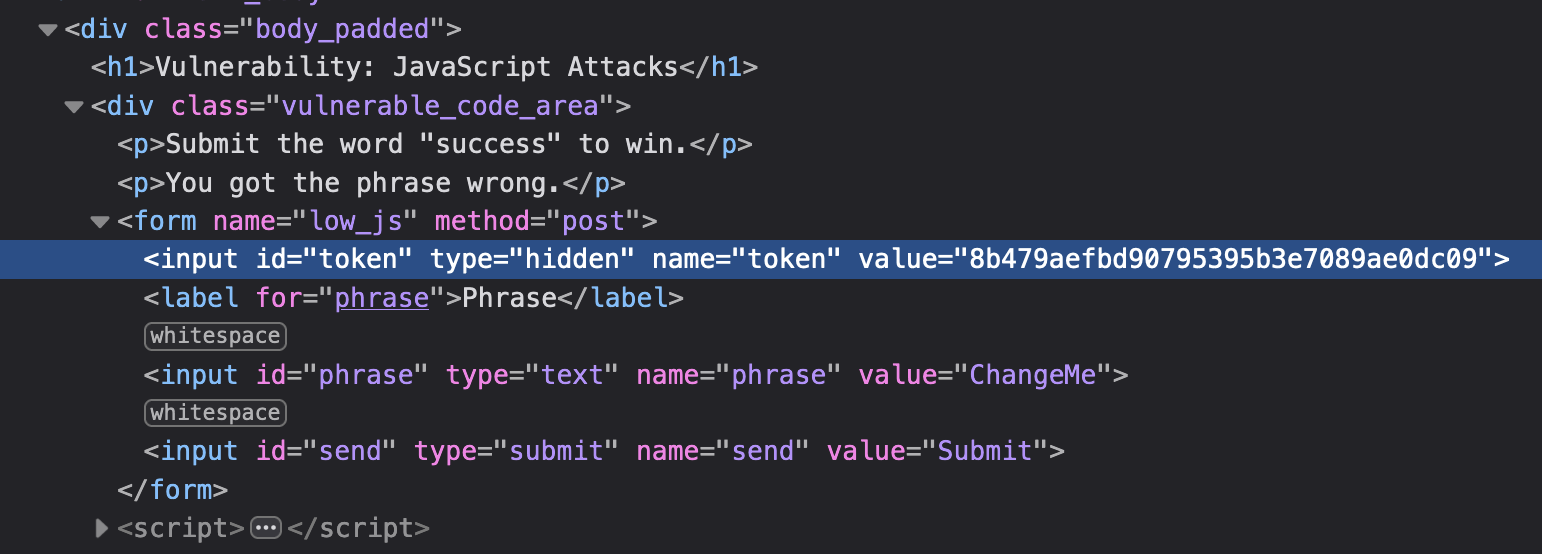 <div class="body_padded">
<h1>Vulnerability: JavaScript Attacks</h1>
<div class="vulnerable_code_area">
<p>Submit the word "success" to win.</p>
<p>You got the phrase wrong.</p>
<form name="low_js" method="post">
<input id="token" type="hidden" name="token" value="8b479aefbd90795395b3e7089ae0dc09">
<label for="phrase">Phrase</label>
whitespace
<input id="phrase" type="text" name="phrase" value="ChangeMe">
whitespace
<input id="send" type="submit" name="send" value="Submit">
</form>
<script>…</script>